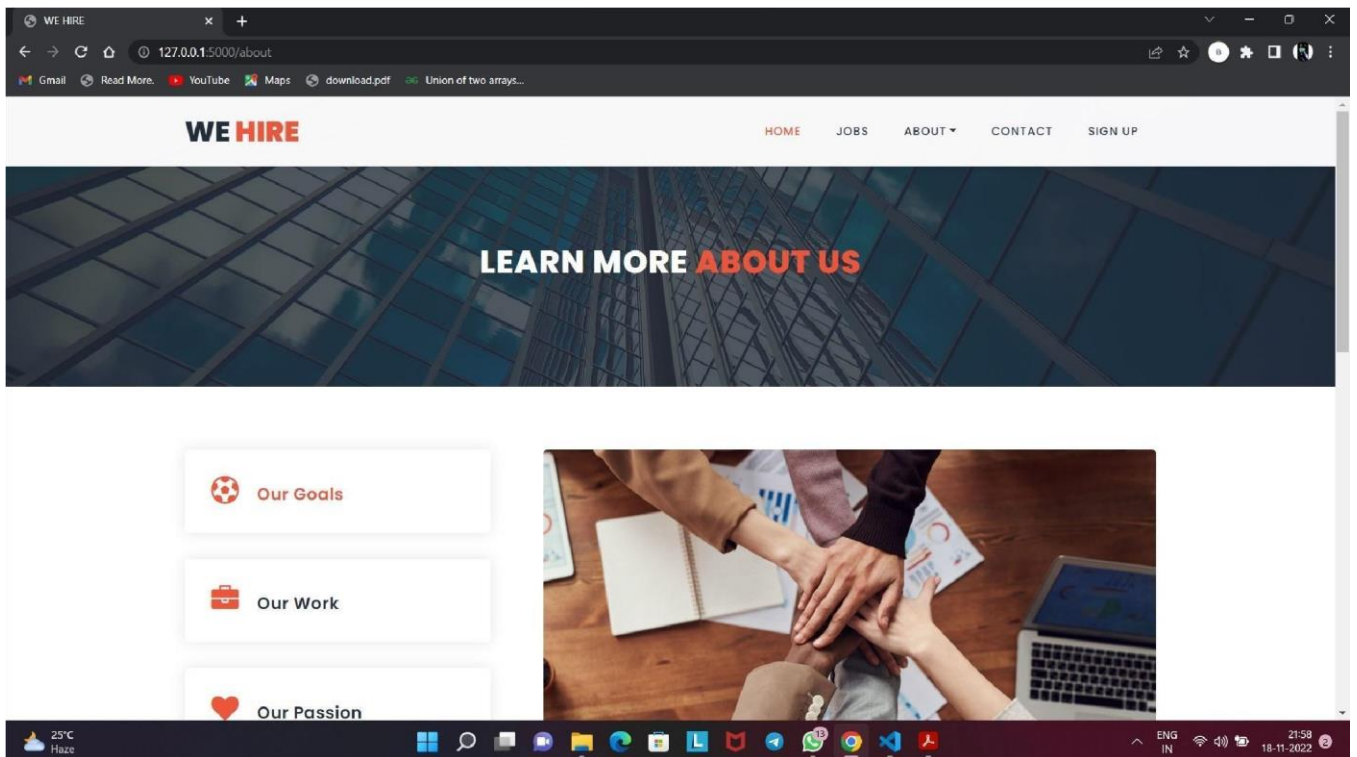 WE HIRE
127.0.0.1:5000/about
Gmail Read More. YouTube Maps download.pdf Union of two arrays...
WE HIRE HOME JOBS ABOUT CONTACT SIGN UP
LEARN MORE ABOUT US
Our Goals
Our Work
Our Passion
25°C
Haze
L
13
ENG
IN
21:58
18-11-2022
2